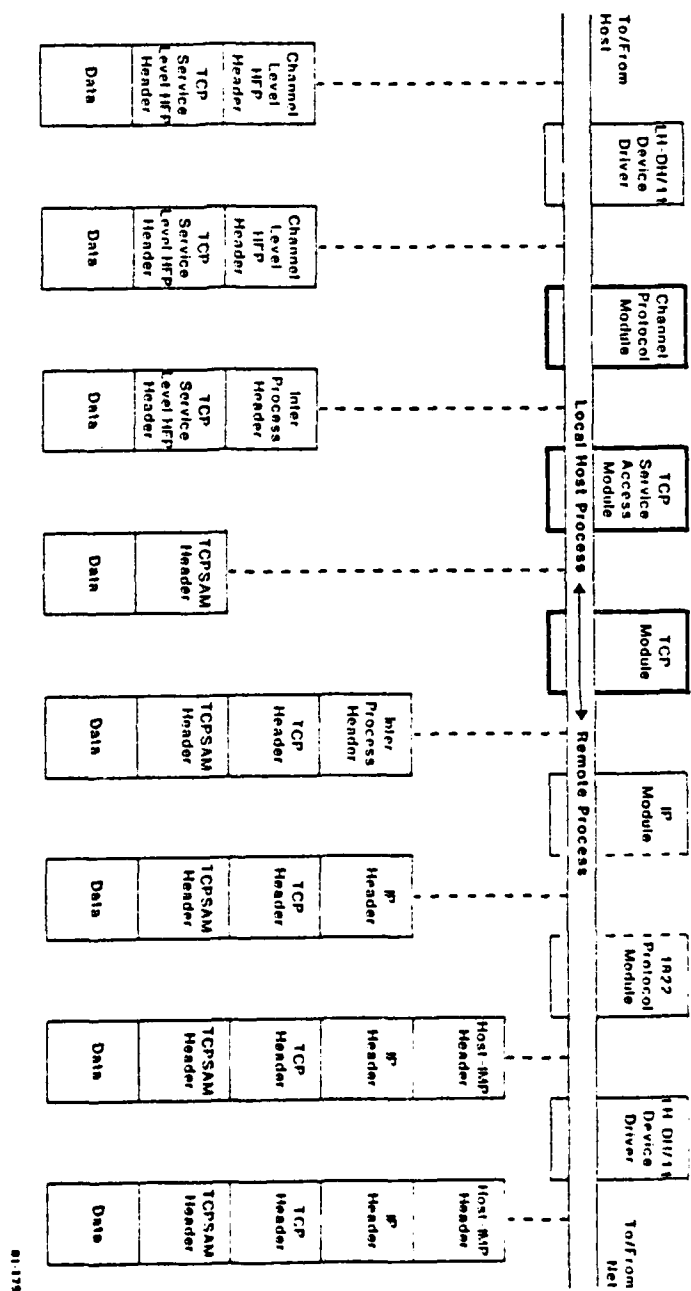 To/From
Host
LH-DH/11
Device
Driver
Channel
Protocol
Module
TCP
Service
Access
Module
TCP
Module
IP
Module
1822
Protocol
Module
LH-DH/11
Device
Driver
To/From
Net
Local Host Process
Remote Process
Channel
Level
HFP
Header
TCP
Service
Level HFP
Header
Data
Channel
Level
HFP
Header
TCP
Service
Level HFP
Header
Data
Inter
Process
Header
TCP
Service
Level HFP
Header
Data
TCPSAM
Header
Data
Inter
Process
Header
TCP
Header
TCPSAM
Header
Data
IP
Header
TCP
Header
TCPSAM
Header
Data
Host-IMP
Header
IP
Header
TCP
Header
TCPSAM
Header
Data
Host-IMP
Header
IP
Header
TCP
Header
TCPSAM
Header
Data